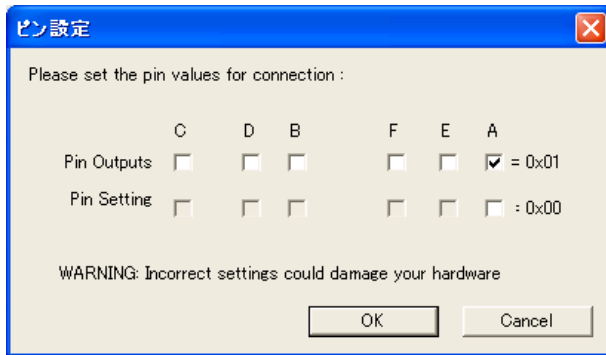 ピン設定
Please set the pin values for connection :
C D B F E A
Pin Outputs = 0x01
Pin Setting : 0x00
WARNING: Incorrect settings could damage your hardware
OK Cancel